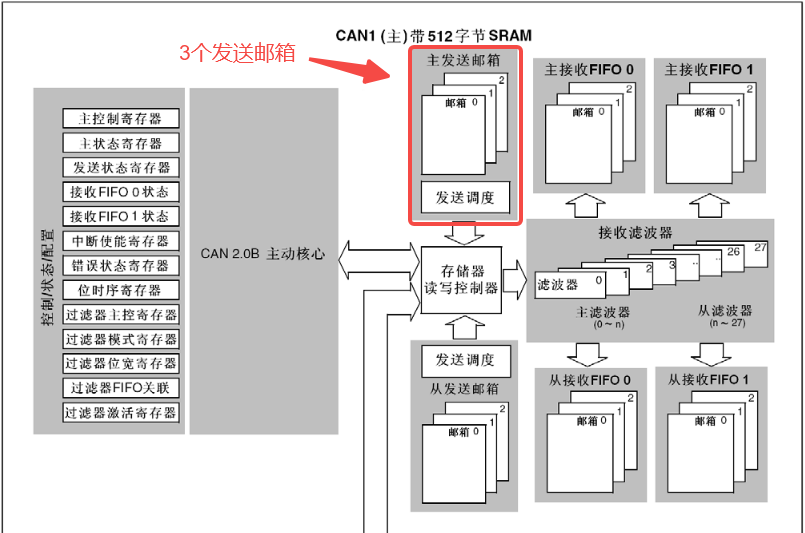 CAN1 (主)带512字节SRAM
3个发送邮箱
主发送邮箱
2
1
邮箱 0
发送调度
主接收FIFO 0
2
1
邮箱 0
主接收FIFO 1
2
1
邮箱 0
控制/状态/配置
主控制寄存器
主状态寄存器
发送状态寄存器
接收FIFO 0状态
接收FIFO 1状态
中断使能寄存器
错误状态寄存器
位时序寄存器
过滤器主控寄存器
过滤器模式寄存器
过滤器位宽寄存器
过滤器FIFO关联
过滤器激活寄存器
CAN 2.0B 主动核心
存储器
读写控制器
接收滤波器
滤波器 0 1 2 3 .. .. 26 27
主滤波器
(0～n)
从滤波器
(n～27)
发送调度
从发送邮箱
2
1
邮箱 0
从接收FIFO 0
2
1
邮箱 0
从接收FIFO 1
2
1
邮箱 0